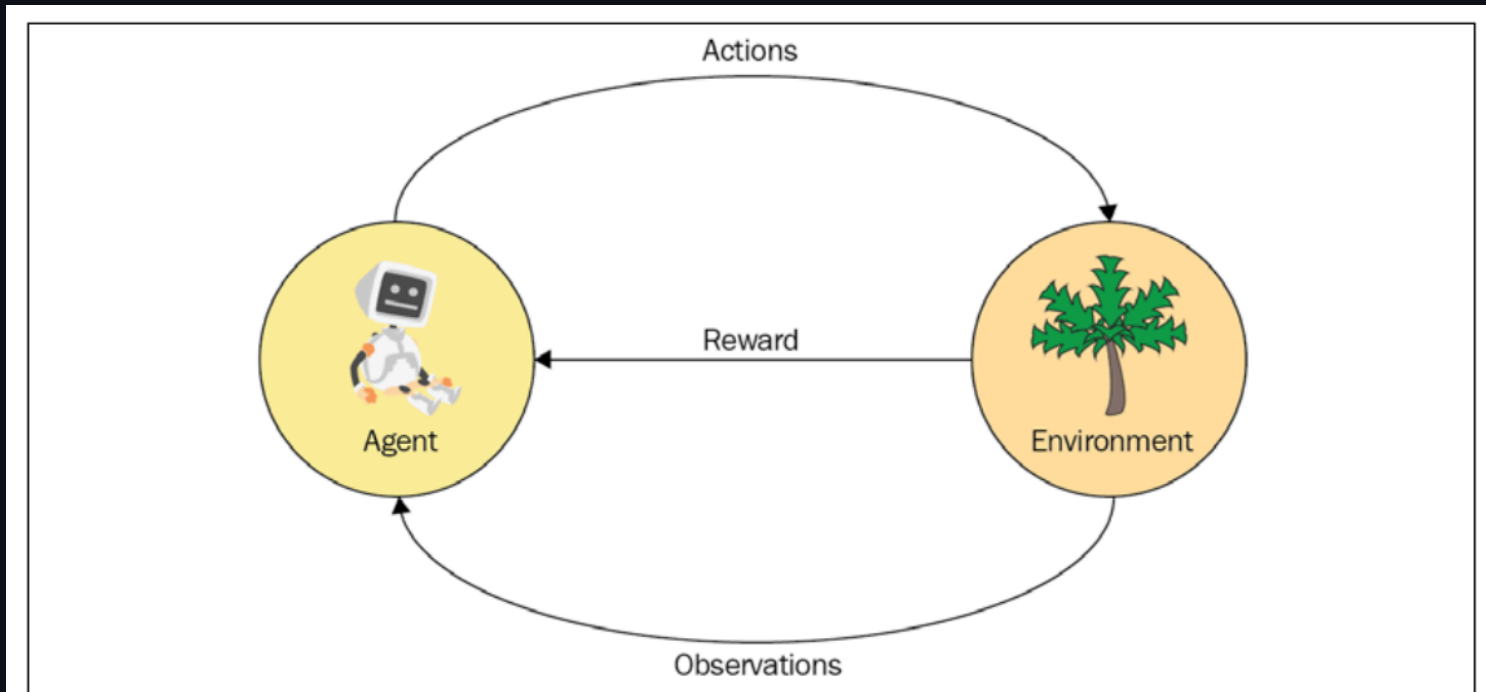 Actions
Reward
Agent
Environment
Observations